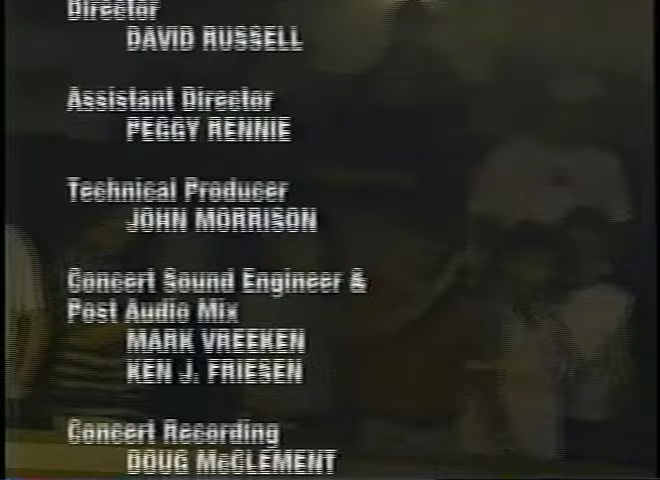 Director
DAVID RUSSELL
Assistant Director
PEGGY RENNIE
Technical Producer
JOHN MORRISON
Concert Sound Engineer &
Post Audio Mix
MARK VREEKEN
KEN J. FRIESEN
Concert Recording
DOUG McCLEMENT